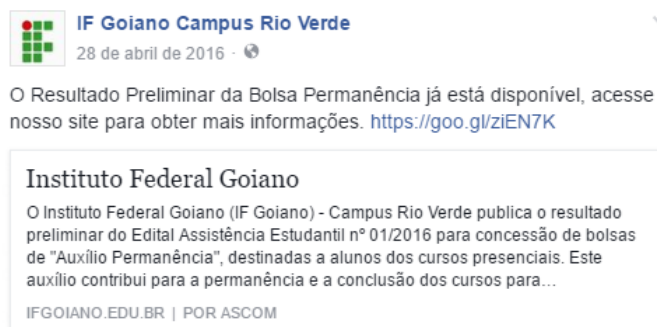 IF Goiano Campus Rio Verde
28 de abril de 2016 ·
O Resultado Preliminar da Bolsa Permanência já está disponível, acesse
nosso site para obter mais informações. https://goo.gl/ziEN7K
Instituto Federal Goiano
O Instituto Federal Goiano (IF Goiano) - Campus Rio Verde publica o resultado
preliminar do Edital Assistência Estudantil nº 01/2016 para concessão de bolsas
de "Auxílio Permanência", destinadas a alunos dos cursos presenciais. Este
auxílio contribui para a permanência e a conclusão dos cursos para...
IFGOIANO.EDU.BR | POR ASCOM